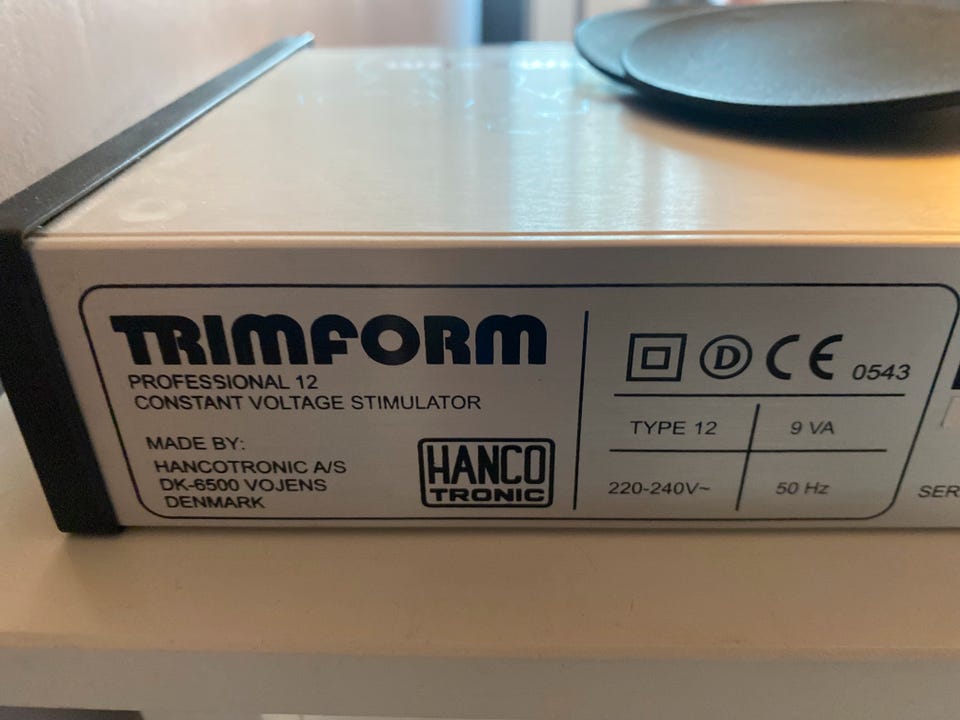 TRIMFORM
PROFESSIONAL 12
CONSTANT VOLTAGE STIMULATOR
MADE BY:
HANCOTRONIC A/S
DK-6500 VOJENS
DENMARK
HANCO
TRONIC
D CE 0543
TYPE 12 9 VA
220-240V~ 50 Hz
SER